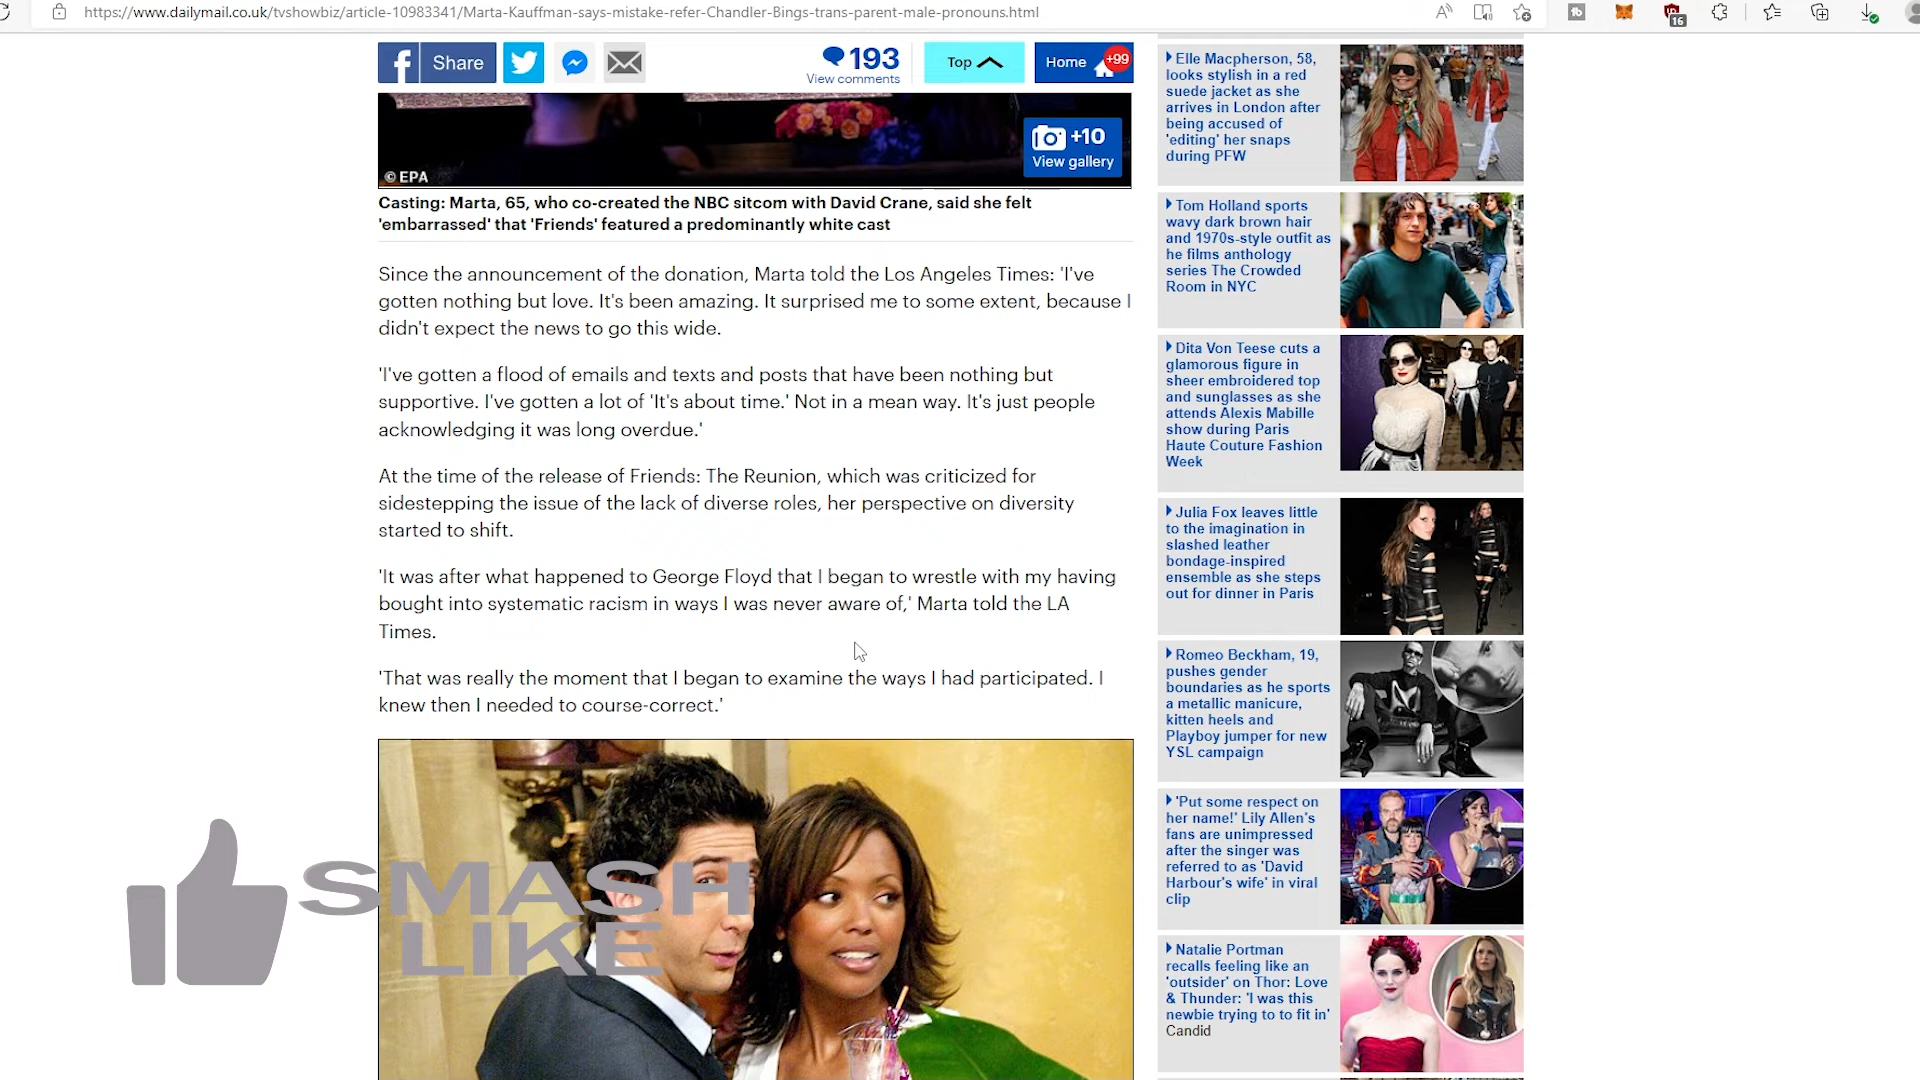 https://www.dailymail.co.uk/tvshowbiz/article-10983341/Marta-Kauffman-says-mistake-refer-Chandler-Bings-trans-parent-male-pronouns.html
16
Share
193
View comments
Top
Home
+99
+10
View gallery
© EPA
Casting: Marta, 65, who co-created the NBC sitcom with David Crane, said she felt
'embarrassed' that 'Friends' featured a predominantly white cast
Since the announcement of the donation, Marta told the Los Angeles Times: 'I've
gotten nothing but love. It's been amazing. It surprised me to some extent, because I
didn't expect the news to go this wide.
'I've gotten a flood of emails and texts and posts that have been nothing but
supportive. I've gotten a lot of 'It's about time.' Not in a mean way. It's just people
acknowledging it was long overdue.'
At the time of the release of Friends: The Reunion, which was criticized for
sidestepping the issue of the lack of diverse roles, her perspective on diversity
started to shift.
'It was after what happened to George Floyd that I began to wrestle with my having
bought into systematic racism in ways I was never aware of,' Marta told the LA
Times.
'That was really the moment that I began to examine the ways I had participated. I
knew then I needed to course-correct.'
SMASH
LIKE
Elle Macpherson, 58,
looks stylish in a red
suede jacket as she
arrives in London after
being accused of
'editing' her snaps
during PFW
Tom Holland sports
wavy dark brown hair
and 1970s-style outfit as
he films anthology
series The Crowded
Room in NYC
Dita Von Teese cuts a
glamorous figure in
sheer embroidered top
and sunglasses as she
attends Alexis Mabille
show during Paris
Haute Couture Fashion
Week
Julia Fox leaves little
to the imagination in
slashed leather
bondage-inspired
ensemble as she steps
out for dinner in Paris
Romeo Beckham, 19,
pushes gender
boundaries as he sports
a metallic manicure,
kitten heels and
Playboy jumper for new
YSL campaign
'Put some respect on
her name!' Lily Allen's
fans are unimpressed
after the singer was
referred to as 'David
Harbour's wife' in viral
clip
Natalie Portman
recalls feeling like an
'outsider' on Thor: Love
& Thunder: 'I was this
newbie trying to to fit in'
Candid